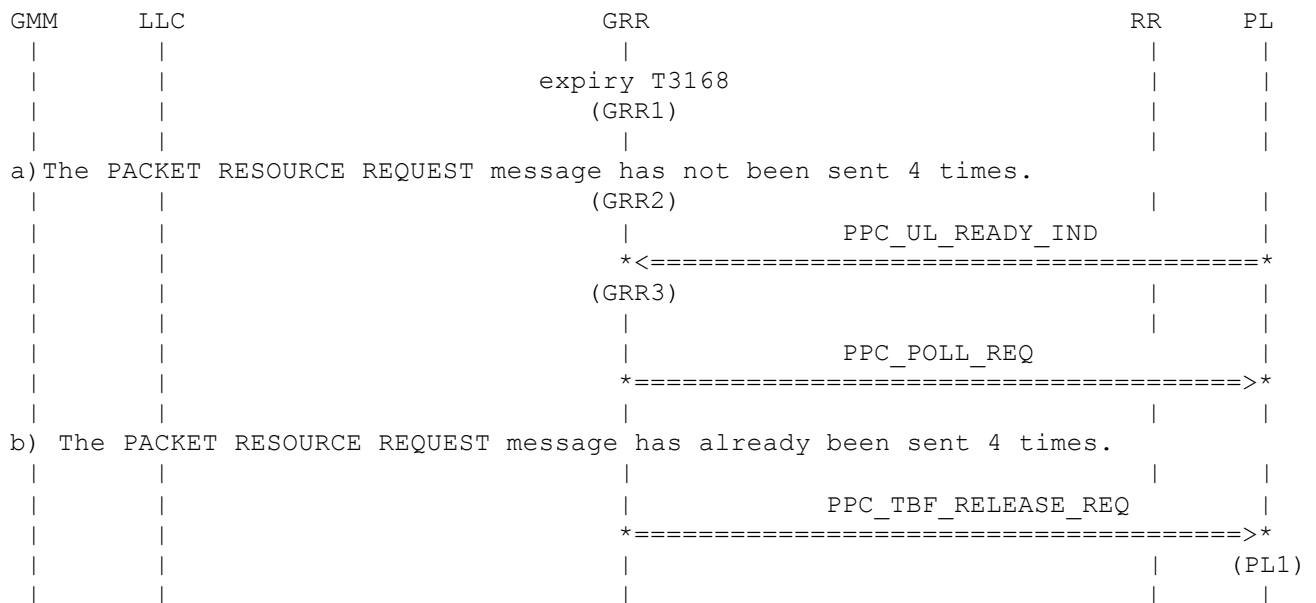 GMM LLC GRR RR PL
expiry T3168
(GRR1)
a)The PACKET RESOURCE REQUEST message has not been sent 4 times.
(GRR2)
PPC_UL_READY_IND
*<======================================*
(GRR3)
PPC_POLL_REQ
*======================================>*
b) The PACKET RESOURCE REQUEST message has already been sent 4 times.
PPC_TBF_RELEASE_REQ
*======================================>*
(PL1)